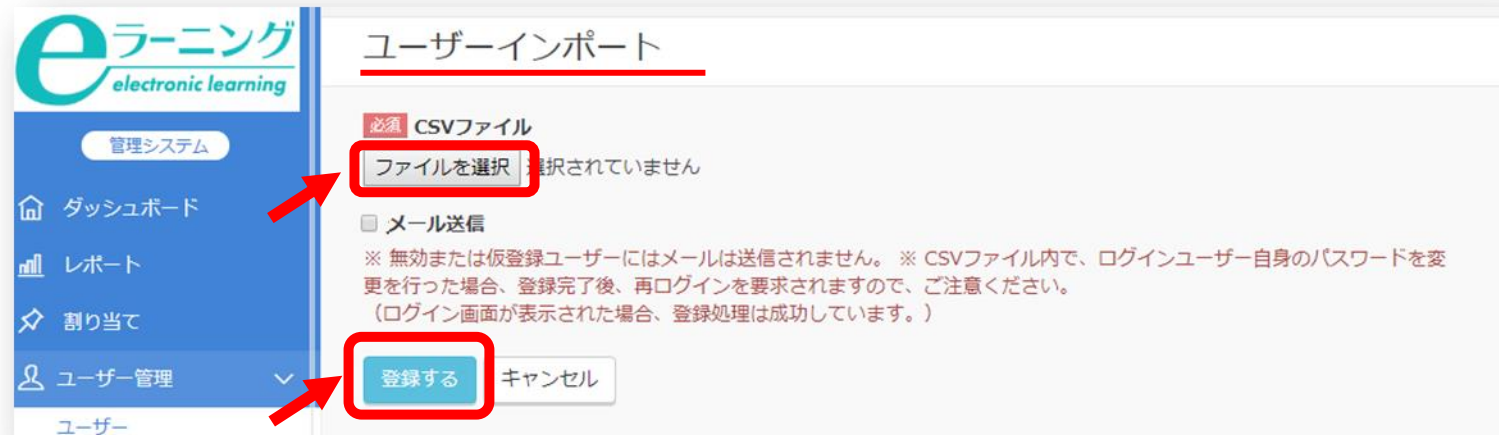 eラーニング
electronic learning
管理システム
ダッシュボード
レポート
割り当て
ユーザー管理
ユーザー
ユーザーインポート
必須 CSVファイル
ファイルを選択 選択されていません
メール送信
※ 無効または仮登録ユーザーにはメールは送信されません。 ※ CSVファイル内で、ログインユーザー自身のパスワードを変
更を行った場合、登録完了後、再ログインを要求されますので、ご注意ください。
（ログイン画面が表示された場合、登録処理は成功しています。）
登録する キャンセル